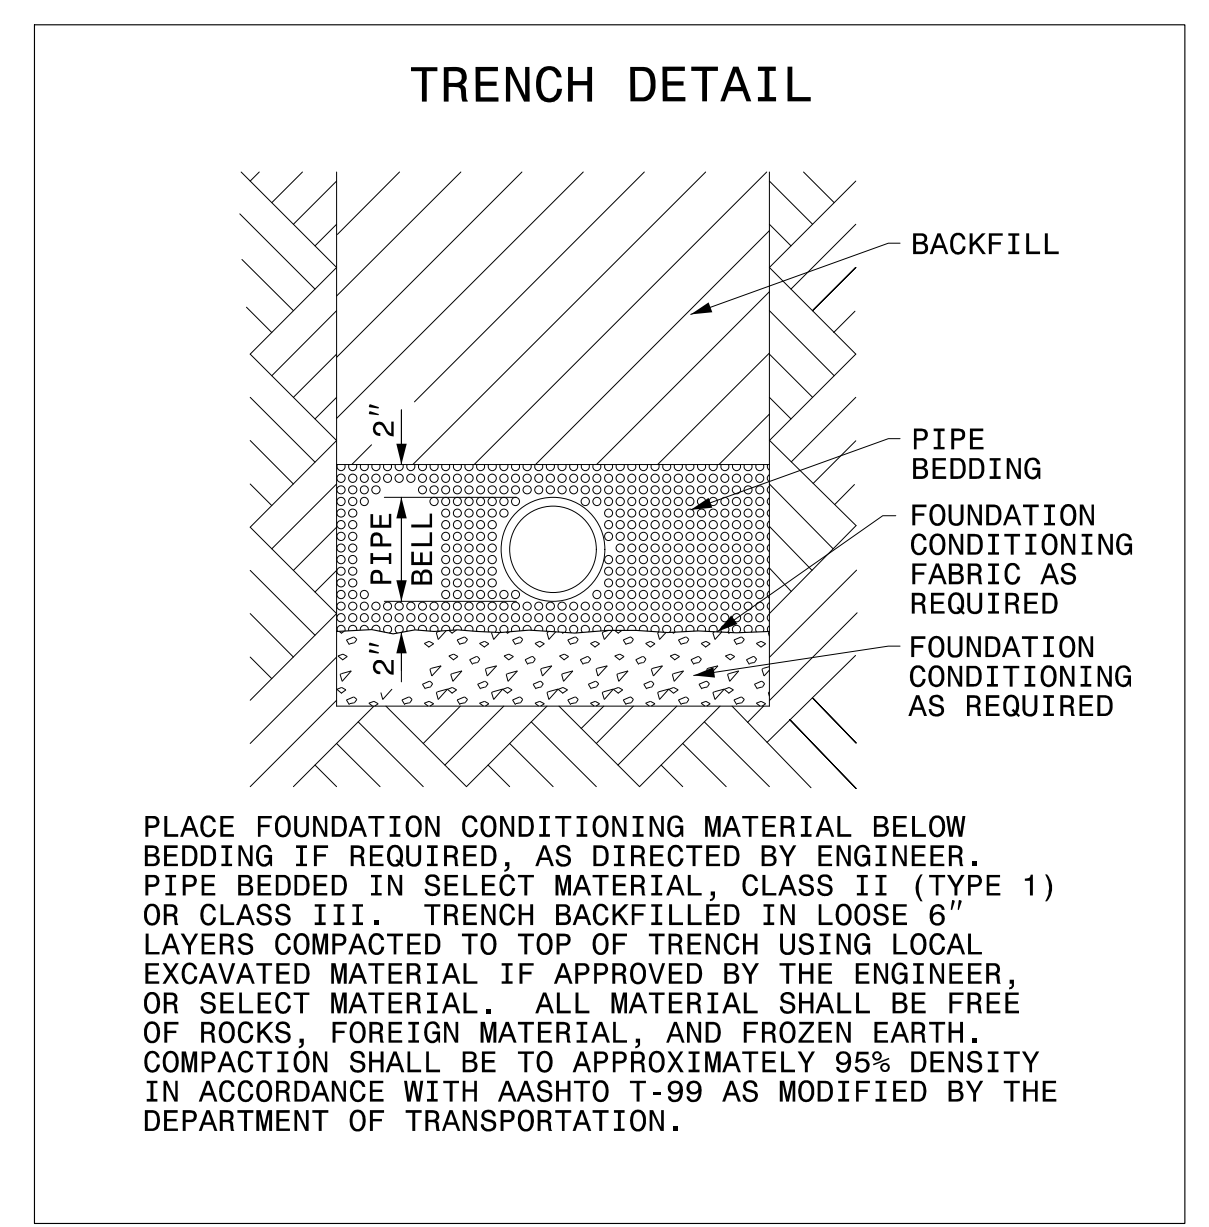 TRENCH DETAIL
BACKFILL
2"
PIPE
BEDDING
FOUNDATION
CONDITIONING
FABRIC AS
REQUIRED
PIPE
BELL
2"
FOUNDATION
CONDITIONING
AS REQUIRED
PLACE FOUNDATION CONDITIONING MATERIAL BELOW
BEDDING IF REQUIRED, AS DIRECTED BY ENGINEER.
PIPE BEDDED IN SELECT MATERIAL, CLASS II (TYPE 1)
OR CLASS III. TRENCH BACKFILLED IN LOOSE 6"
LAYERS COMPACTED TO TOP OF TRENCH USING LOCAL
EXCAVATED MATERIAL IF APPROVED BY THE ENGINEER,
OR SELECT MATERIAL. ALL MATERIAL SHALL BE FREE
OF ROCKS, FOREIGN MATERIAL, AND FROZEN EARTH.
COMPACTION SHALL BE TO APPROXIMATELY 95% DENSITY
IN ACCORDANCE WITH AASHTO T-99 AS MODIFIED BY THE
DEPARTMENT OF TRANSPORTATION.